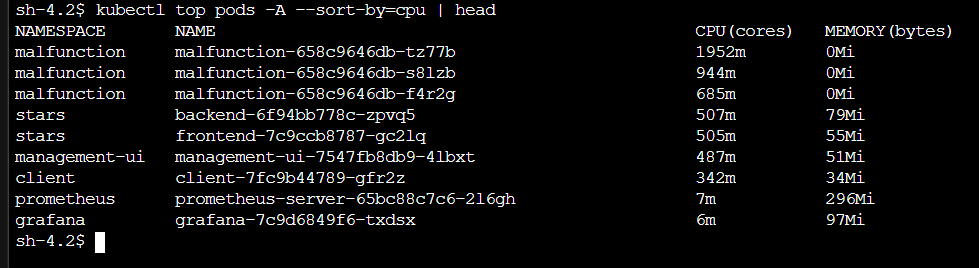 sh-4.2$ kubectl top pods -A --sort-by=cpu | head
NAMESPACE NAME CPU(cores) MEMORY(bytes)
malfunction malfunction-658c9646db-tz77b 1952m 0Mi
malfunction malfunction-658c9646db-s8lzb 944m 0Mi
malfunction malfunction-658c9646db-f4r2g 685m 0Mi
stars backend-6f94bb778c-zpvq5 507m 79Mi
stars frontend-7c9ccb8787-gc2lq 505m 55Mi
management-ui management-ui-7547fb8db9-4lbxt 487m 51Mi
client client-7fc9b44789-gfr2z 342m 34Mi
prometheus prometheus-server-65bc88c7c6-2l6gh 7m 296Mi
grafana grafana-7c9d6849f6-txdsx 6m 97Mi
sh-4.2$